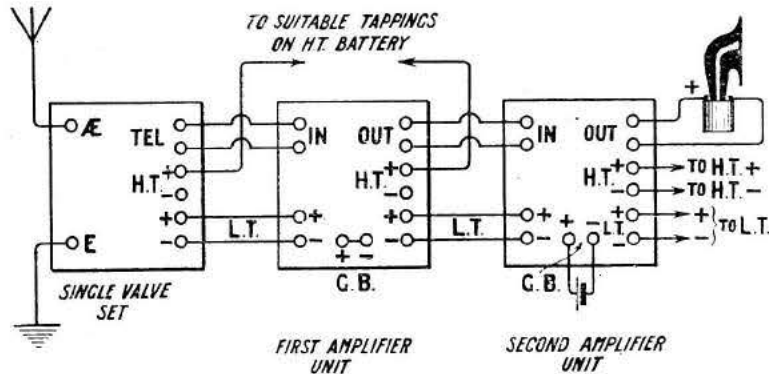 TO SUITABLE TAPPINGS
ON H.T. BATTERY
Æ
TEL
H.T.
+
-
+
-
E
L.T.
SINGLE VALVE
SET
IN
OUT
H.T.
+
-
+
-
+
-
+
-
G.B.
L.T.
FIRST AMPLIFIER
UNIT
IN
OUT
+
H.T.
+
-
TO H.T. +
TO H.T. -
+
-
+
-
L.T.
+
-
+
-
TO L.T.
G.B.
SECOND AMPLIFIER
UNIT